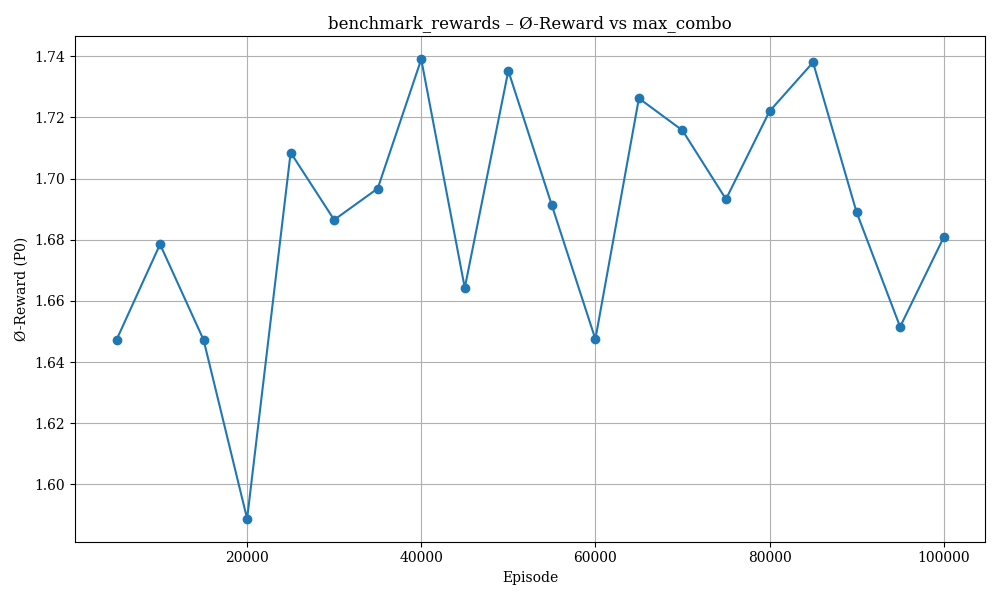 benchmark_rewards – Ø-Reward vs max_combo
1.74
1.72
1.70
1.68
1.66
1.64
1.62
1.60
Ø-Reward (P0)
20000 40000 60000 80000 100000
Episode